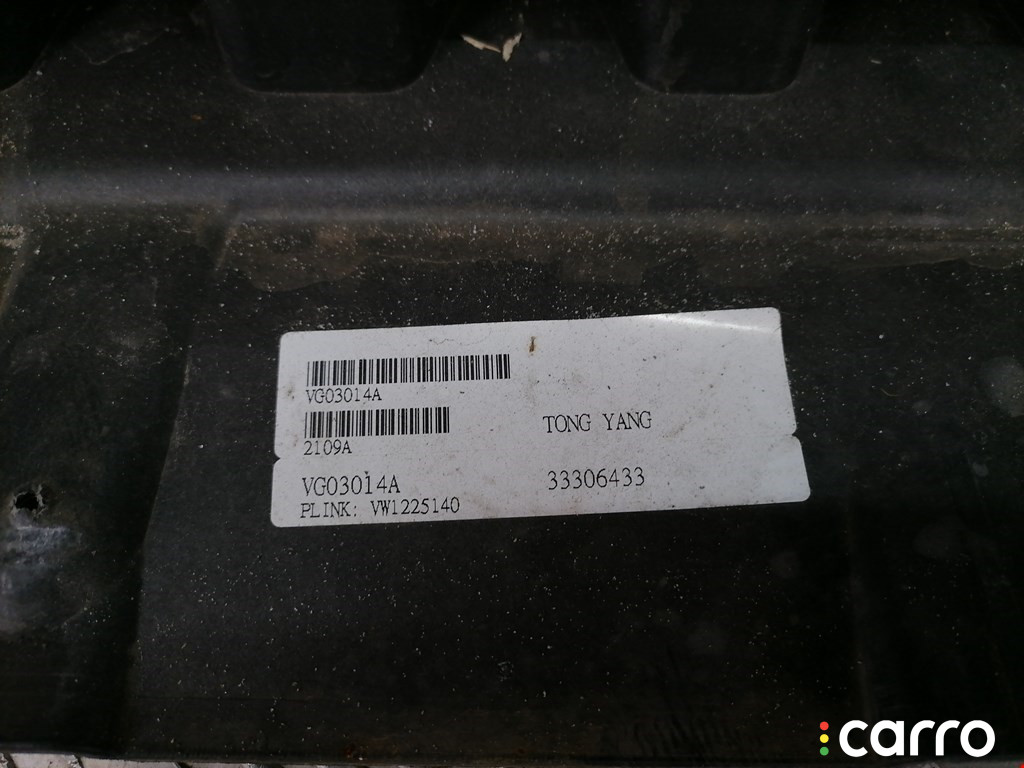 VG03014A
2109A
TONG YANG
VG03014A
33306433
PLINK: VW1225140
carro